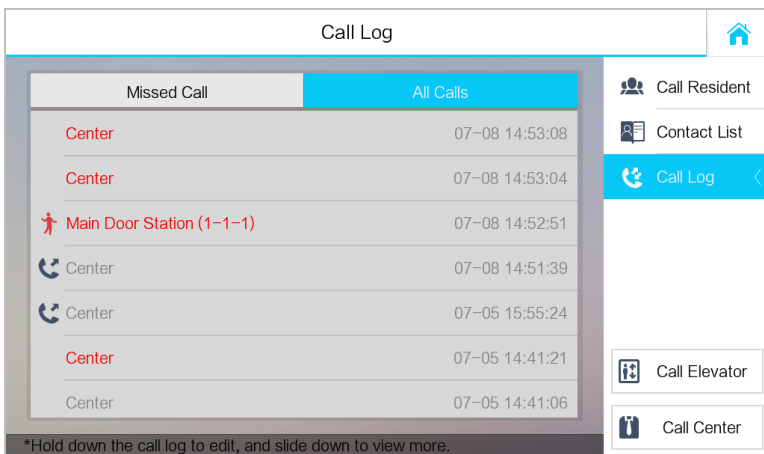 Call Log
Missed Call
All Calls
Center 07-08 14:53:08
Center 07-08 14:53:04
Main Door Station (1-1-1) 07-08 14:52:51
Center 07-08 14:51:39
Center 07-05 15:55:24
Center 07-05 14:41:21
Center 07-05 14:41:06
*Hold down the call log to edit, and slide down to view more.
Call Resident
Contact List
Call Log
Call Elevator
Call Center